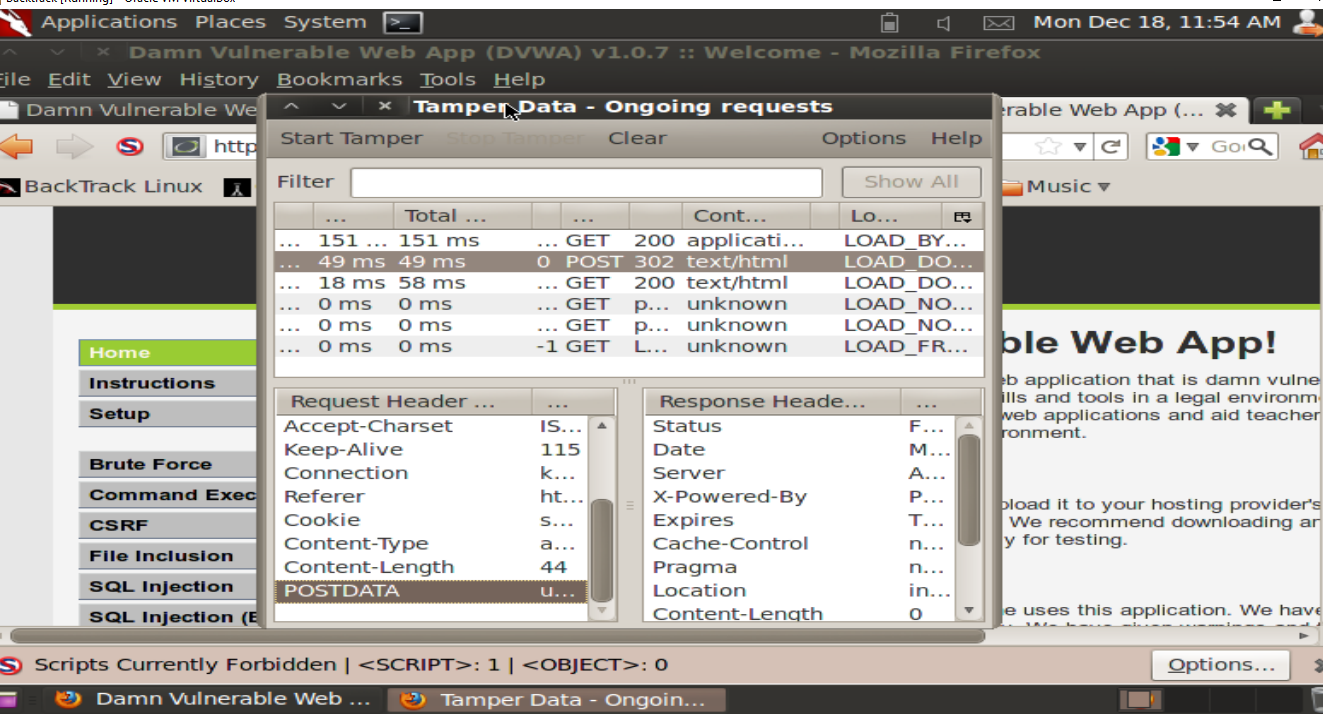 Applications Places System
Mon Dec 18, 11:54 AM
Damn Vulnerable Web App (DVWA) v1.0.7 :: Welcome - Mozilla Firefox
File Edit View History Bookmarks Tools Help
Damn Vulnerable We
Tamper Data - Ongoing requests
rable Web App (...
http
Start Tamper Stop Tamper Clear Options Help
BackTrack Linux
Filter
Show All
Music
... Total ... ... Cont... Lo...
... 151 ... 151 ms ... GET 200 applicati... LOAD_BY...
... 49 ms 49 ms 0 POST 302 text/html LOAD_DO...
... 18 ms 58 ms ... GET 200 text/html LOAD_DO...
... 0 ms 0 ms ... GET p... unknown LOAD_NO...
... 0 ms 0 ms ... GET p... unknown LOAD_NO...
... 0 ms 0 ms -1 GET L... unknown LOAD_FR...
Request Header ... ...
Accept-Charset IS...
Keep-Alive 115
Connection k...
Referer ht...
Cookie s...
Content-Type a...
Content-Length 44
POSTDATA u...
Response Heade... ...
Status F...
Date M...
Server A...
X-Powered-By P...
Expires T...
Cache-Control n...
Pragma n...
Location in...
Content-Length 0
Home
Instructions
Setup
Brute Force
Command Exec
CSRF
File Inclusion
SQL Injection
SQL Injection (B
ble Web App!
b application that is damn vulne
ills and tools in a legal environm
web applications and aid teacher
ronment.
pload it to your hosting provider's
We recommend downloading an
y for testing.
e uses this application. We have
Scripts Currently Forbidden | <SCRIPT>: 1 | <OBJECT>: 0
Options...
Damn Vulnerable Web ...
Tamper Data - Ongoin...